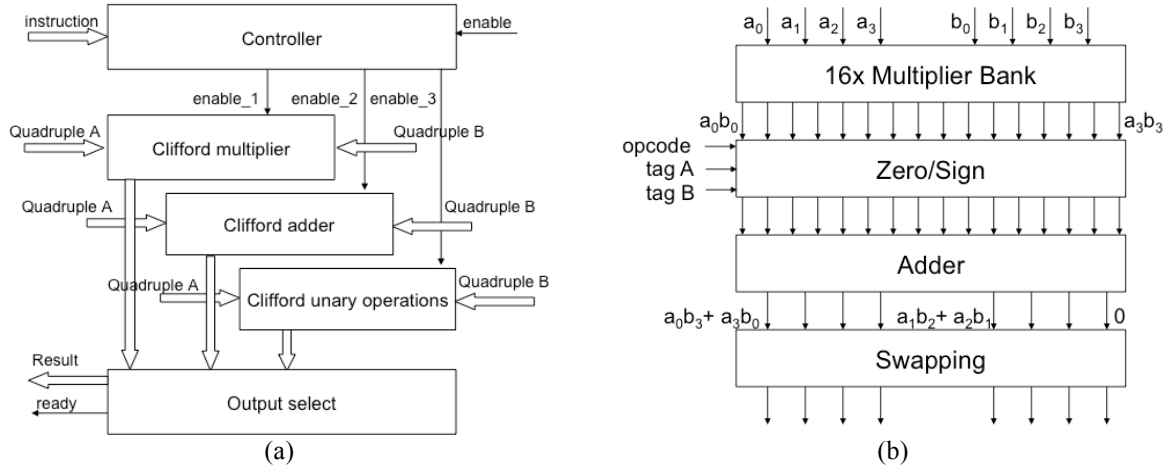 instruction
Controller
enable
enable_1
enable_2
enable_3
Quadruple A
Clifford multiplier
Quadruple B
Quadruple A
Clifford adder
Quadruple B
Quadruple A
Clifford unary operations
Quadruple B
Result
ready
Output select
(a)
a0 a1 a2 a3 b0 b1 b2 b3
16x Multiplier Bank
a0b0 a3b3
opcode
tag A
tag B
Zero/Sign
Adder
a0b3+ a3b0 a1b2+ a2b1 0
Swapping
(b)